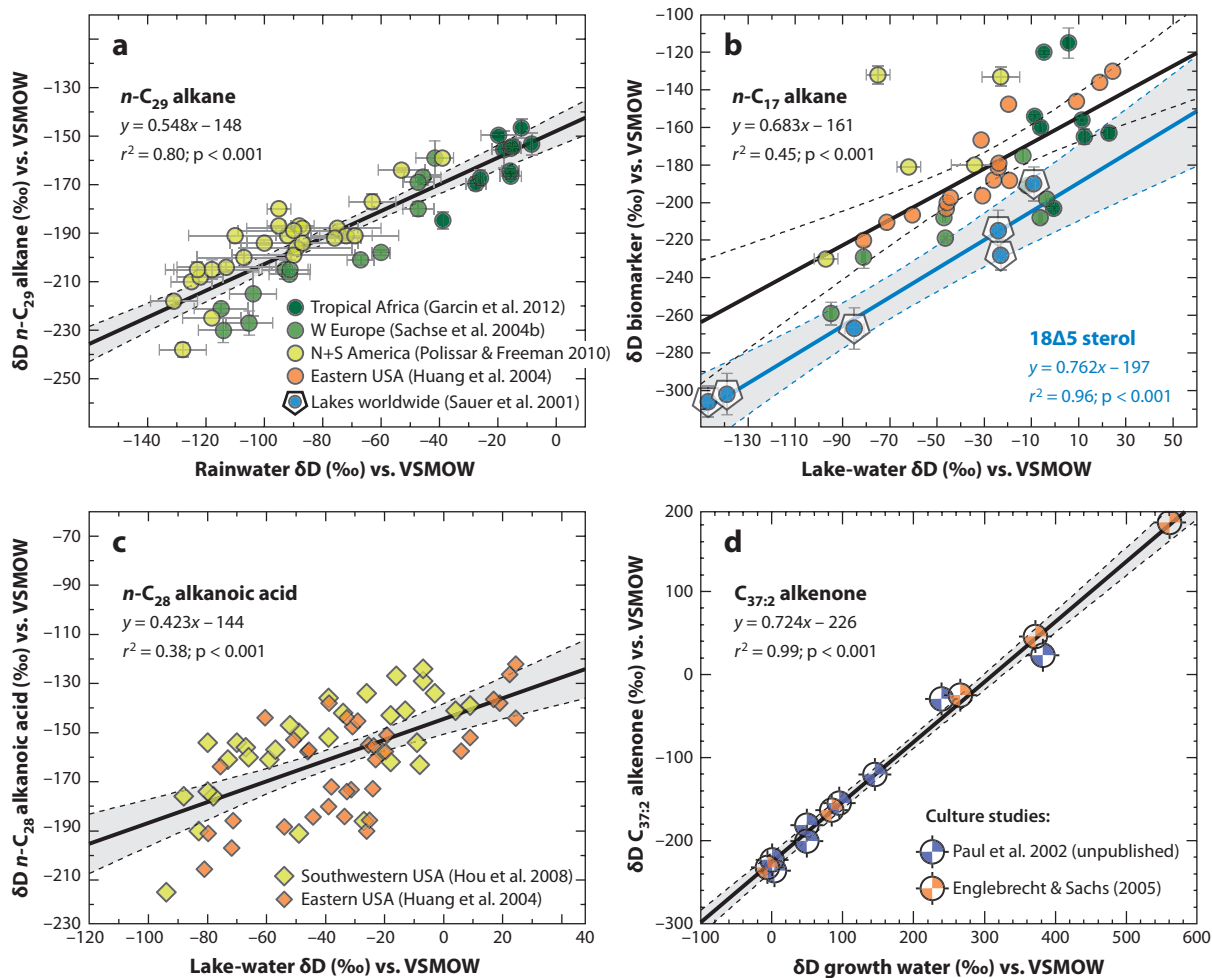 a
n-C₂₉ alkane
y = 0.548x – 148
r² = 0.80; p < 0.001
δD n-C₂₉ alkane (‰) vs. VSMOW
–130
–150
–170
–190
–210
–230
–250
Tropical Africa (Garcin et al. 2012)
W Europe (Sachse et al. 2004b)
N+S America (Polissar & Freeman 2010)
Eastern USA (Huang et al. 2004)
Lakes worldwide (Sauer et al. 2001)
–140 –120 –100 –80 –60 –40 –20 0
Rainwater δD (‰) vs. VSMOW
b
n-C₁₇ alkane
y = 0.683x – 161
r² = 0.45; p < 0.001
δD biomarker (‰) vs. VSMOW
–100
–120
–140
–160
–180
–200
–220
–240
–260
–280
–300
–320
18Δ5 sterol
y = 0.762x – 197
r² = 0.96; p < 0.001
–130 –110 –90 –70 –50 –30 –10 10 30 50
Lake-water δD (‰) vs. VSMOW
c
n-C₂₈ alkanoic acid
y = 0.423x – 144
r² = 0.38; p < 0.001
δD n-C₂₈ alkanoic acid (‰) vs. VSMOW
–70
–90
–110
–130
–150
–170
–190
–210
–230
Southwestern USA (Hou et al. 2008)
Eastern USA (Huang et al. 2004)
–120 –100 –80 –60 –40 –20 0 20 40
Lake-water δD (‰) vs. VSMOW
d
C₃₇:₂ alkenone
y = 0.724x – 226
r² = 0.99; p < 0.001
δD C₃₇:₂ alkenone (‰) vs. VSMOW
200
100
0
–100
–200
–300
Culture studies:
Paul et al. 2002 (unpublished)
Englebrecht & Sachs (2005)
–100 0 100 200 300 400 500 600
δD growth water (‰) vs. VSMOW